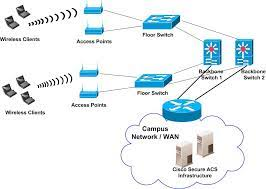 Floor Switch
Wireless Clients
Access Points
Floor Switch
Backbone
Switch 1
Backbone
Switch 2
Access Points
Wireless Clients
Campus
Network / WAN
Cisco Secure ACS
Infrastructure